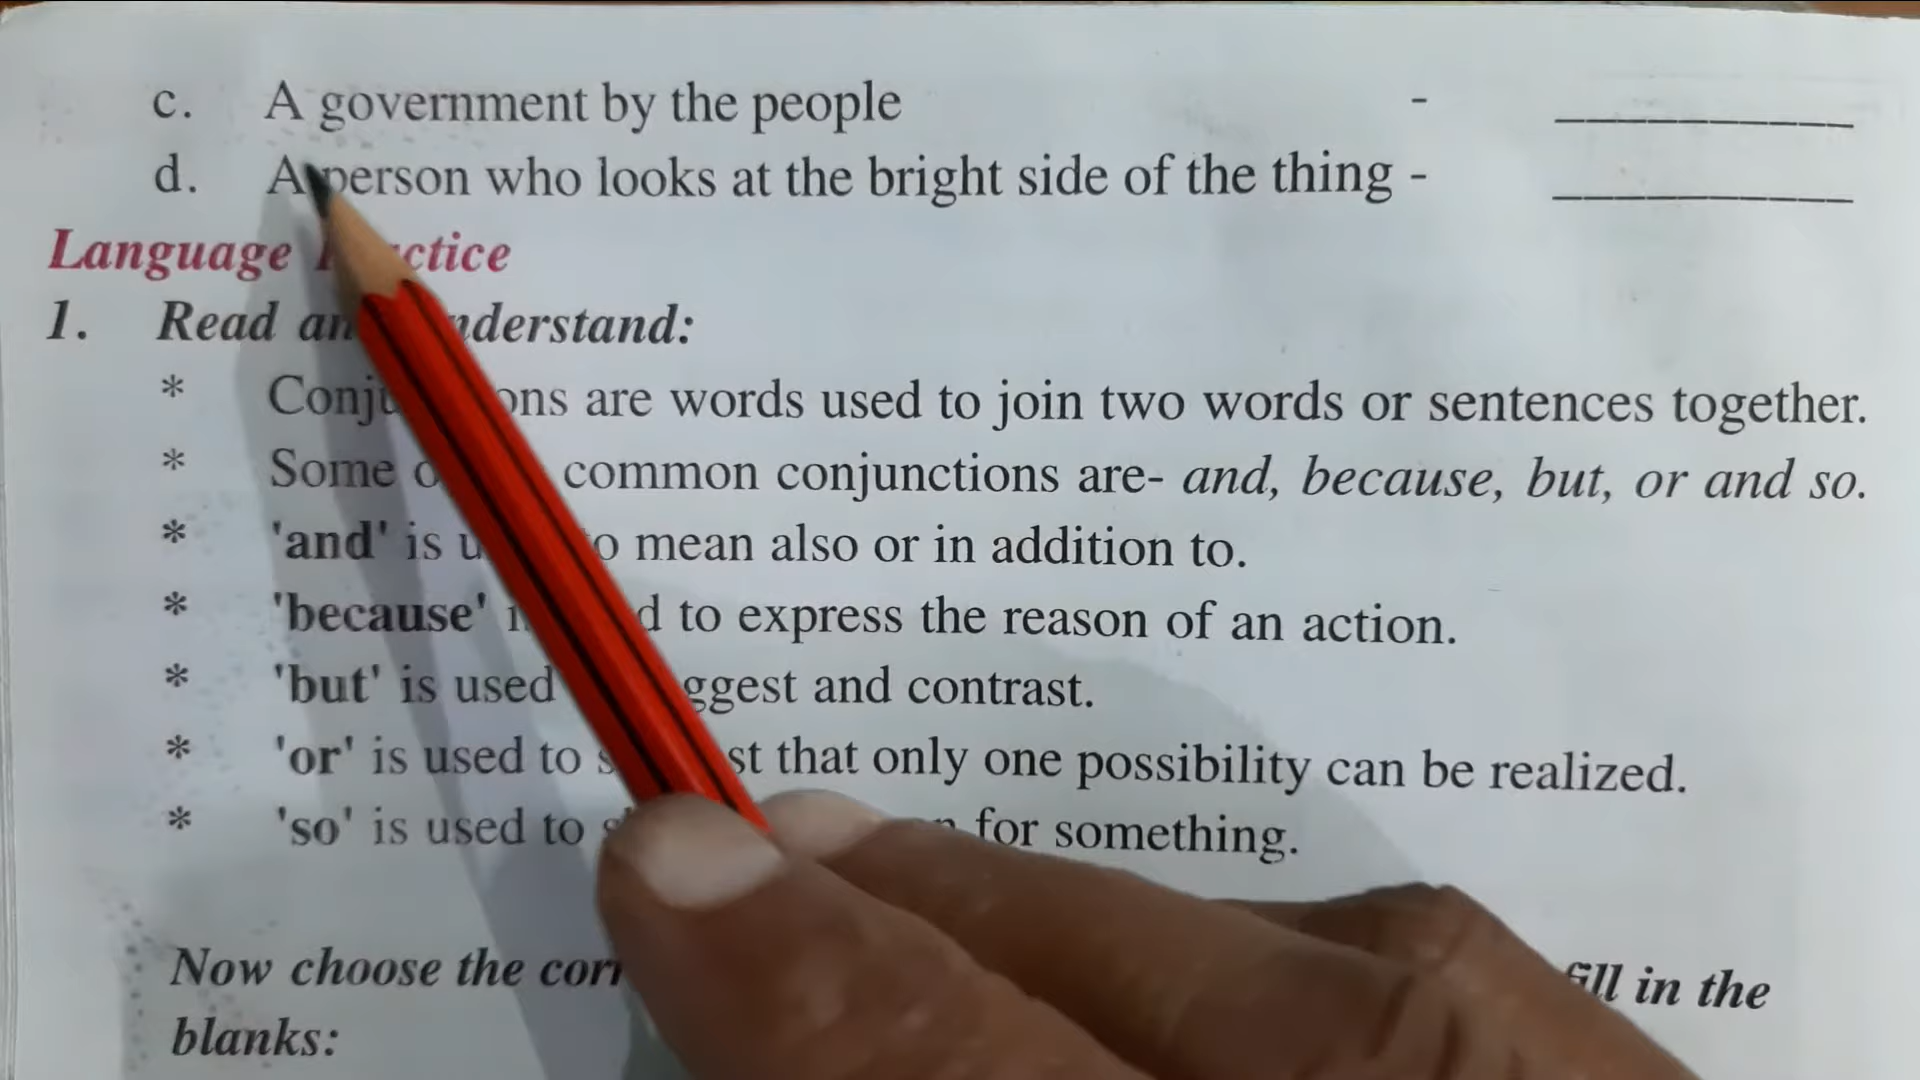 c. A government by the people - __________
d. A person who looks at the bright side of the thing - __________
Language
1. Read understand:
* are words used to join two words or sentences together.
* Some common conjunctions are- and, because, but, or and so.
* 'and' is mean also or in addition to.
* 'because' to express the reason of an action.
* 'but' is used and contrast.
* 'or' is used to that only one possibility can be realized.
* 'so' is used to for something.
Now choose the fill in the
blanks: